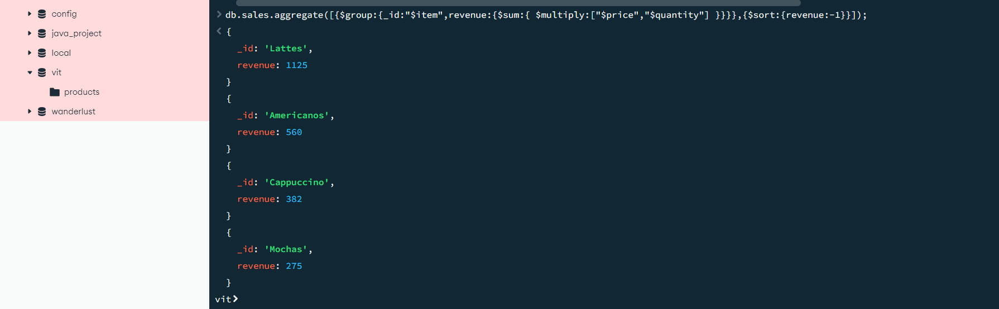 config
java_project
local
vit
products
wanderlust
> db.sales.aggregate([{$group:{_id:"$item",revenue:{$sum:{ $multiply:["$price","$quantity"] }}}},{$sort:{revenue:-1}}]);
< {
_id: 'Lattes',
revenue: 1125
}
{
_id: 'Americanos',
revenue: 560
}
{
_id: 'Cappuccino',
revenue: 382
}
{
_id: 'Mochas',
revenue: 275
}
vit>